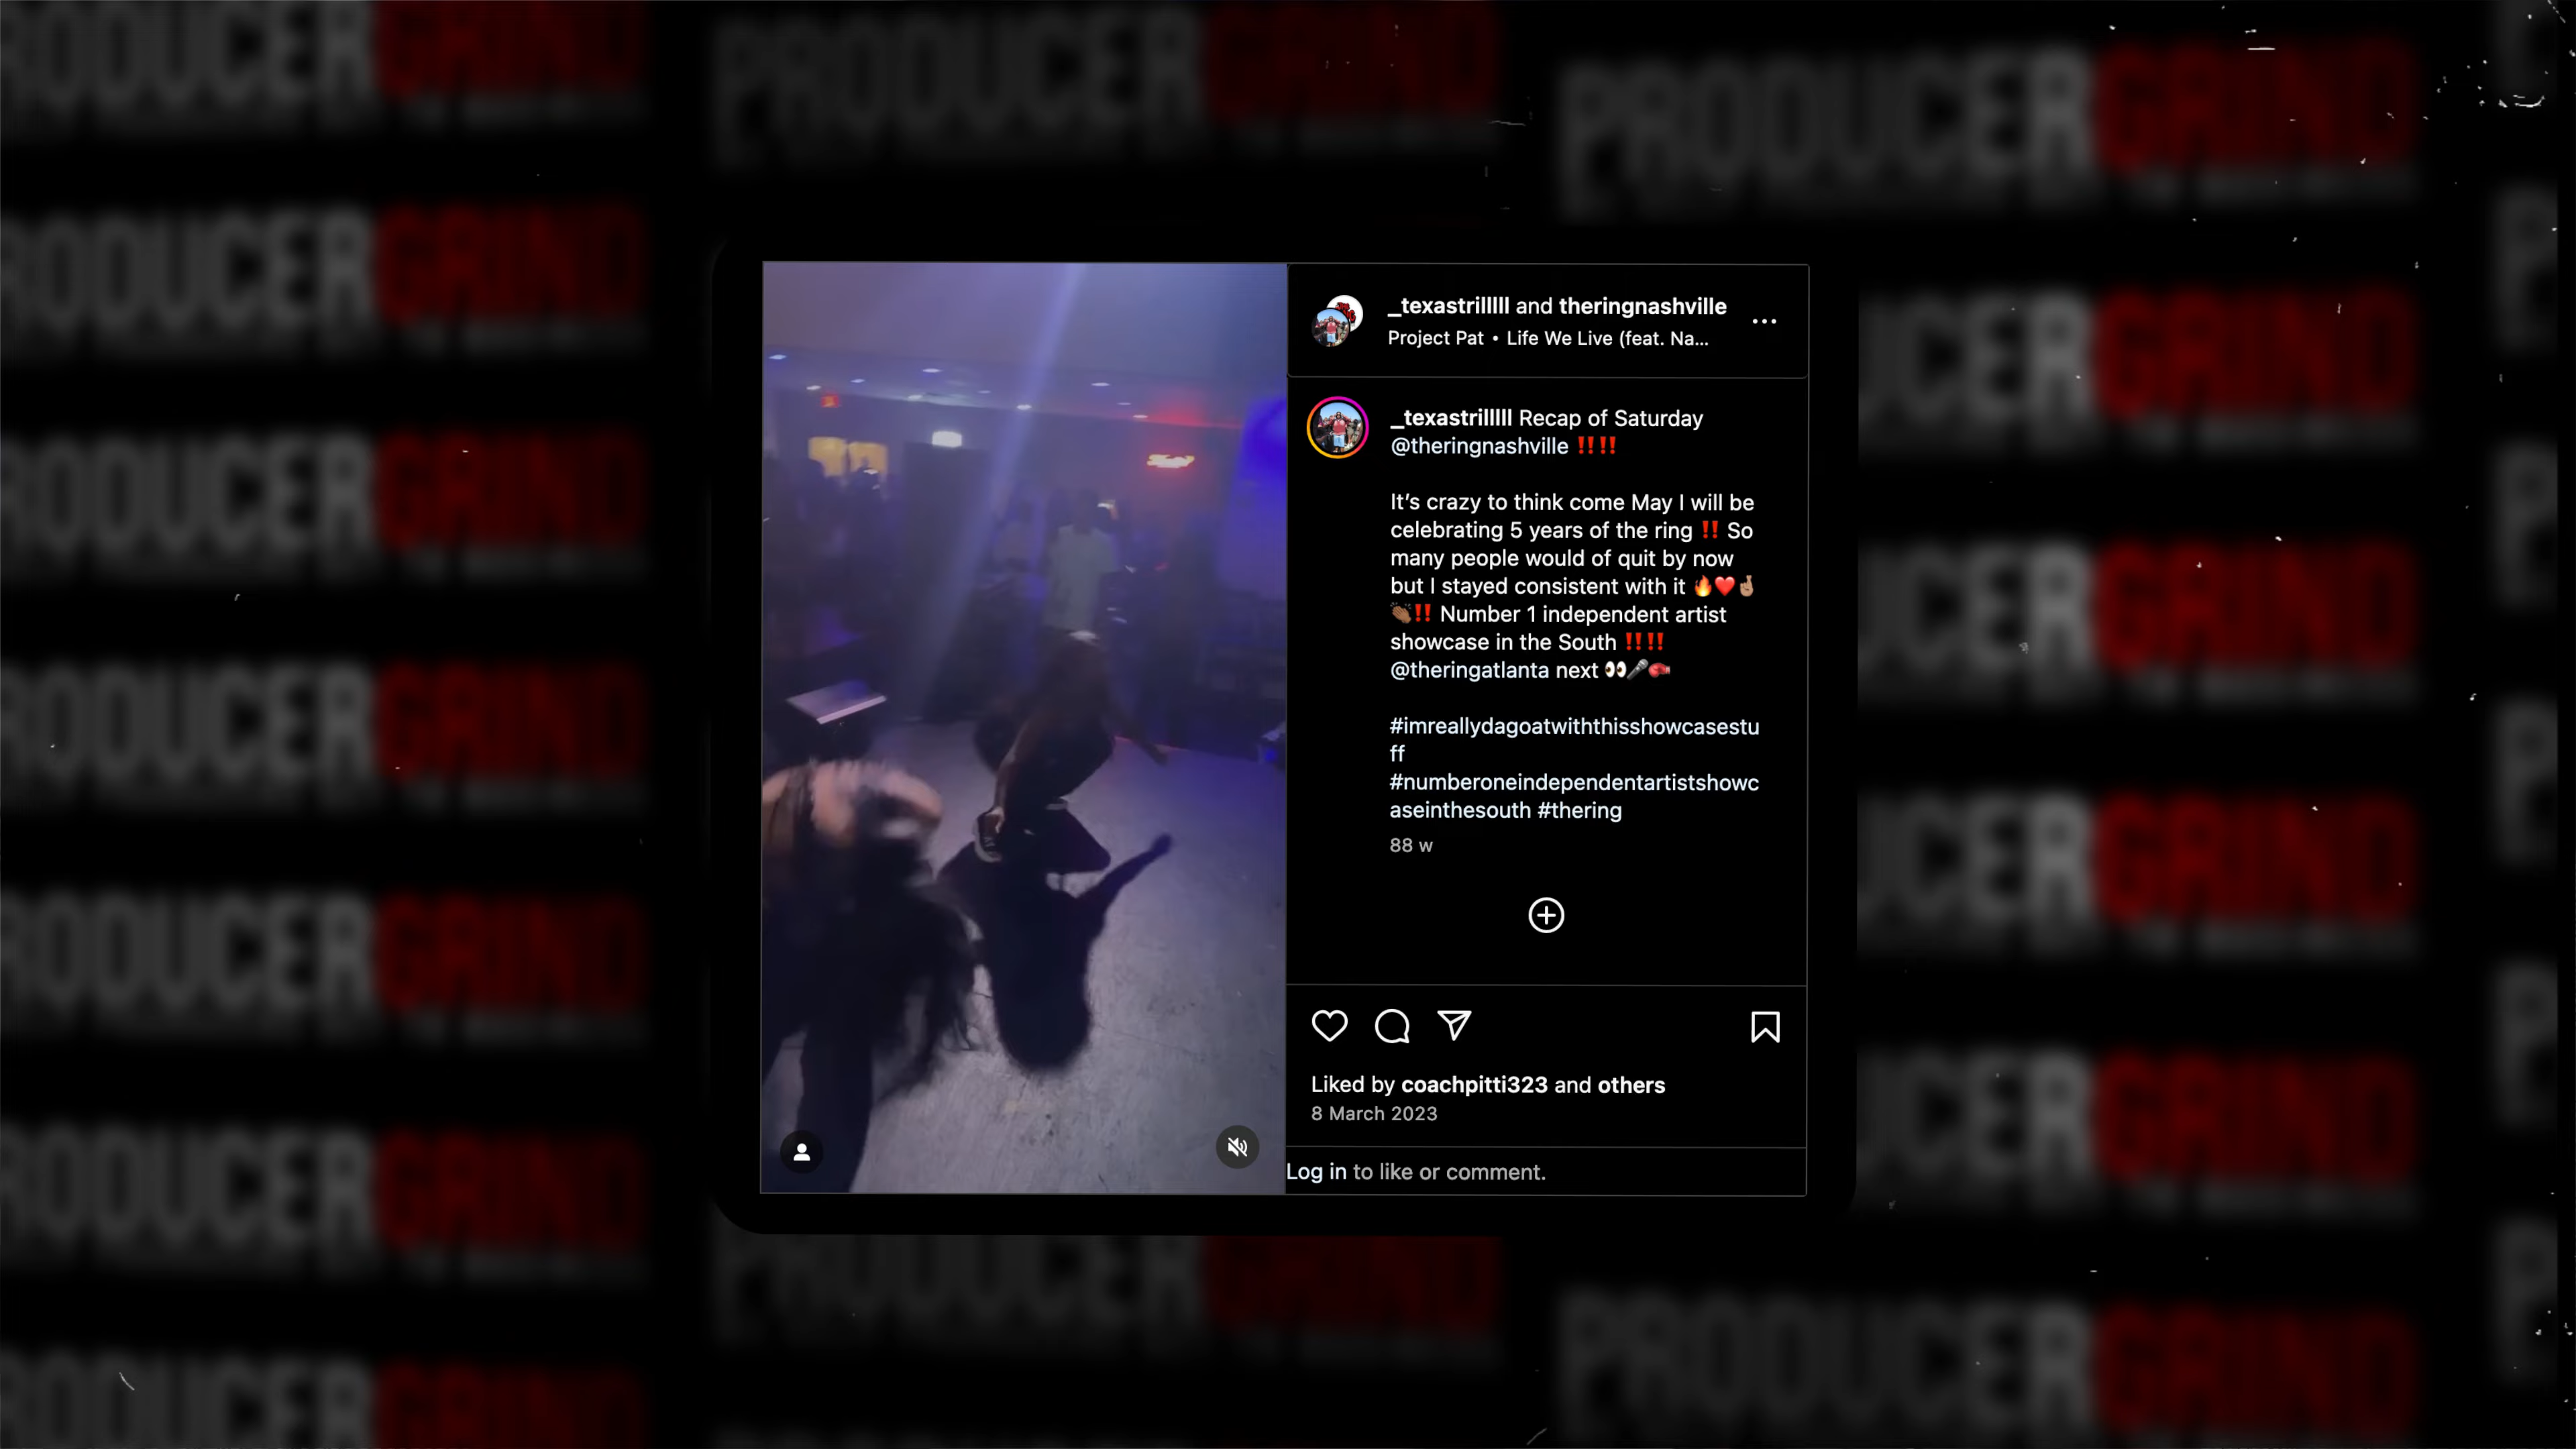 PRODUCERGRIND
_texastrilllll and theringnashville
Project Pat • Life We Live (feat. Na...
_texastrilllll Recap of Saturday
@theringnashville ‼️‼️
It’s crazy to think come May I will be
celebrating 5 years of the ring ‼️ So
many people would of quit by now
but I stayed consistent with it 🔥❤️🤞🏽
👏🏽‼️ Number 1 independent artist
showcase in the South ‼️‼️
@theringatlanta next 👀🎤🥊
#imreallydagoatwiththisshowcasestu
ff
#numberoneindependentartistshowc
aseinthesouth #thering
88 w
Liked by coachpitti323 and others
8 March 2023
Log in to like or comment.